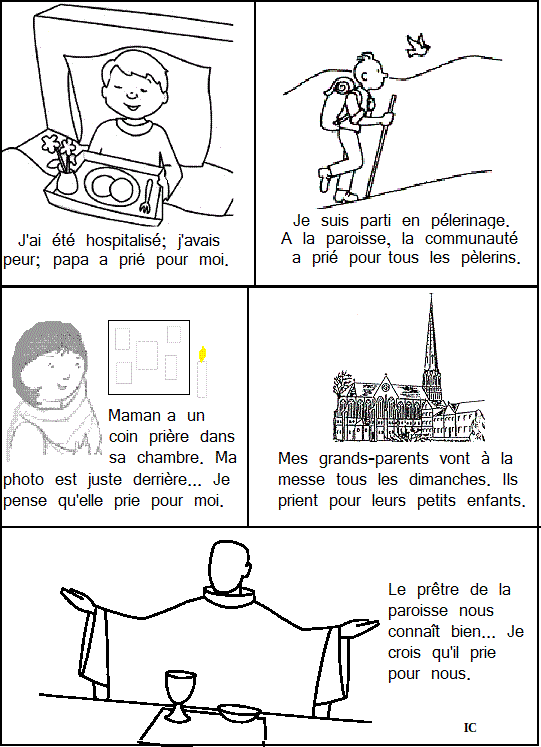 J'ai été hospitalisé; j'avais
peur; papa a prié pour moi.
Je suis parti en pélerinage.
A la paroisse, la communauté
a prié pour tous les pèlerins.
Maman a un
coin prière dans
sa chambre. Ma
photo est juste derrière... Je
pense qu'elle prie pour moi.
Mes grands-parents vont à la
messe tous les dimanches. Ils
prient pour leurs petits enfants.
Le prêtre de la
paroisse nous
connaît bien... Je
crois qu'il prie
pour nous.
IC